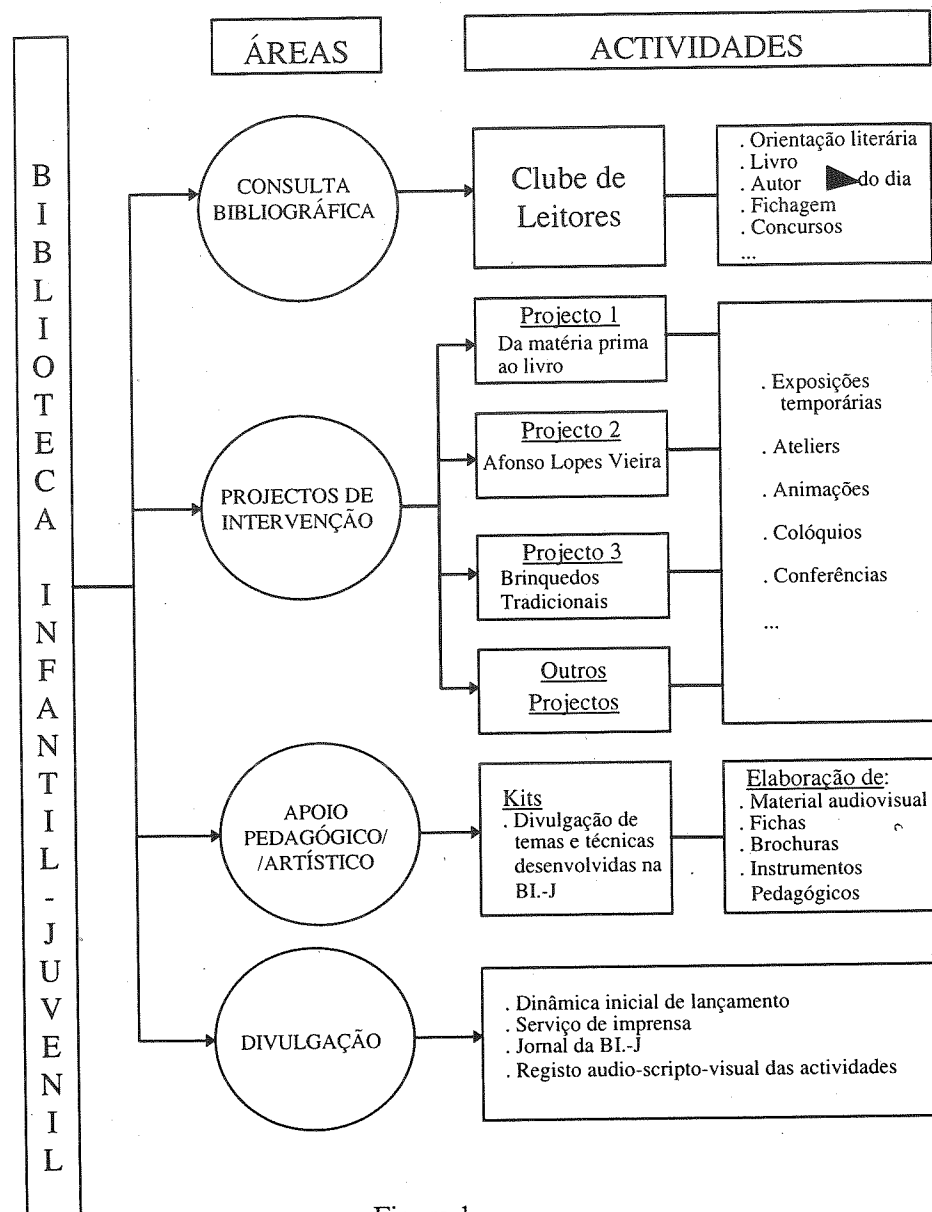 ÁREAS
ACTIVIDADES
BIBLIOTECA INFANTIL-JUVENIL
CONSULTA
BIBLIOGRÁFICA
Clube de
Leitores
. Orientação literária
. Livro
. Autor do dia
. Fichagem
. Concursos
...
PROJECTOS DE
INTERVENÇÃO
Projecto 1
Da matéria prima
ao livro
Projecto 2
Afonso Lopes Vieira
Projecto 3
Brinquedos
Tradicionais
Outros
Projectos
. Exposições
temporárias
. Ateliers
. Animações
. Colóquios
. Conferências
...
APOIO
PEDAGÓGICO/
/ARTÍSTICO
Kits
. Divulgação de
temas e técnicas
desenvolvidas na
BI.-J
Elaboração de:
. Material audiovisual
. Fichas
. Brochuras
. Instrumentos
Pedagógicos
DIVULGAÇÃO
. Dinâmica inicial de lançamento
. Serviço de imprensa
. Jornal da BI.-J
. Registo audio-scripto-visual das actividades